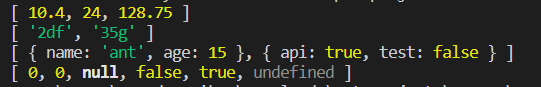 [ 10.4, 24, 128.75 ]
[ '2df', '35g' ]
[ { name: 'ant', age: 15 }, { api: true, test: false } ]
[ 0, 0, null, false, true, undefined ]